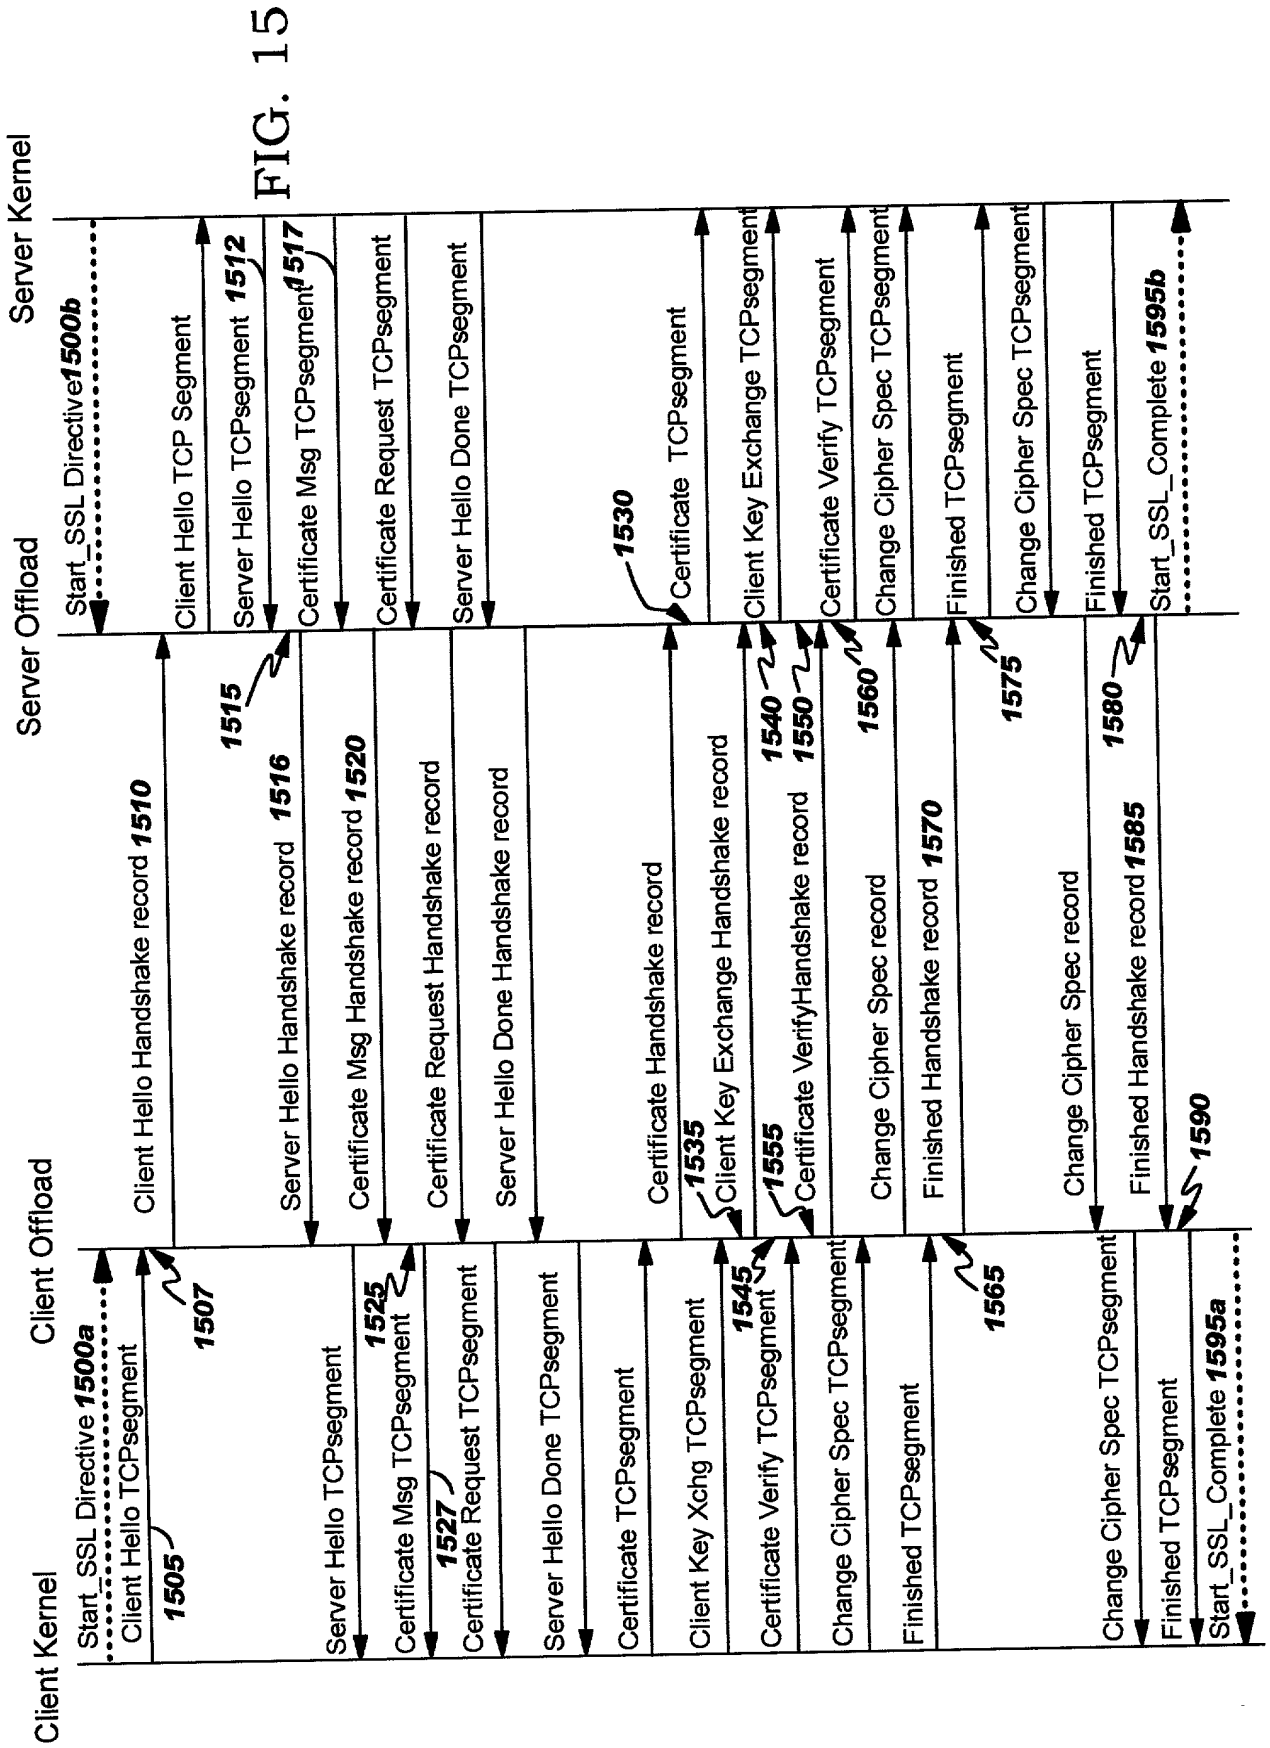 Client Kernel
Client Offload
Server Offload
Server Kernel
Start_SSL Directive 1500a
Start_SSL Directive1500b
Client Hello TCPsegment
1505
1507
Client Hello Handshake record 1510
Client Hello TCP Segment
Server Hello TCPsegment 1512
1515
Server Hello Handshake record 1516
Server Hello TCPsegment
Certificate Msg TCPsegment
1517
Certificate Msg Handshake record 1520
1525
Certificate Msg TCPsegment
1527
Certificate Request TCPsegment
Certificate Request Handshake record
Certificate Request TCPsegment
Server Hello Done TCPsegment
Server Hello Done Handshake record
Server Hello Done TCPsegment
Certificate TCPsegment
Certificate Handshake record
1530
Certificate TCPsegment
Client Key Xchg TCPsegment
1535
Client Key Exchange Handshake record
1540
Client Key Exchange TCPsegment
1545
Certificate Verify TCPsegment
1555
Certificate VerifyHandshake record
1550
1560
Certificate Verify TCPsegment
Change Cipher Spec TCPsegment
Change Cipher Spec record
Change Cipher Spec TCPsegment
Finished TCPsegment
1565
Finished Handshake record 1570
1575
Finished TCPsegment
Change Cipher Spec TCPsegment
Change Cipher Spec record
Change Cipher Spec TCPsegment
Finished TCPsegment
1580
Finished Handshake record 1585
1590
Finished TCPsegment
Start_SSL_Complete 1595a
Start_SSL_Complete 1595b
FIG. 15